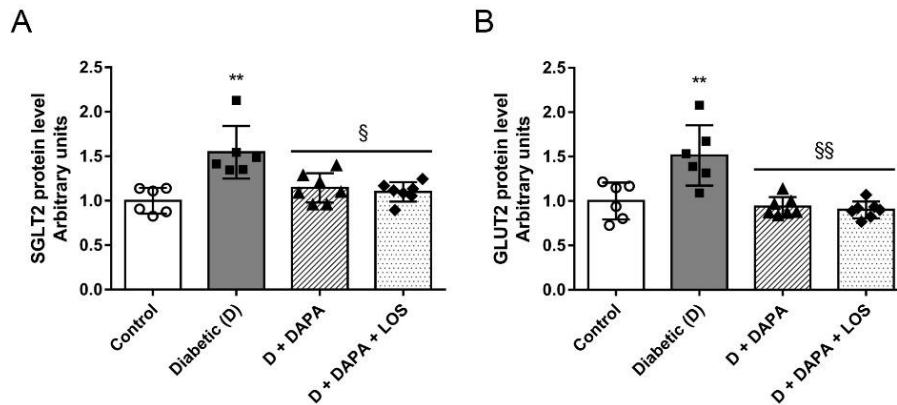 A
SGLT2 protein level
Arbitrary units
2.5
2.0
1.5
1.0
0.5
0.0
**
§
Control
Diabetic (D)
D + DAPA
D + DAPA + LOS
B
GLUT2 protein level
Arbitrary units
2.5
2.0
1.5
1.0
0.5
0.0
**
§§
Control
Diabetic (D)
D + DAPA
D + DAPA + LOS